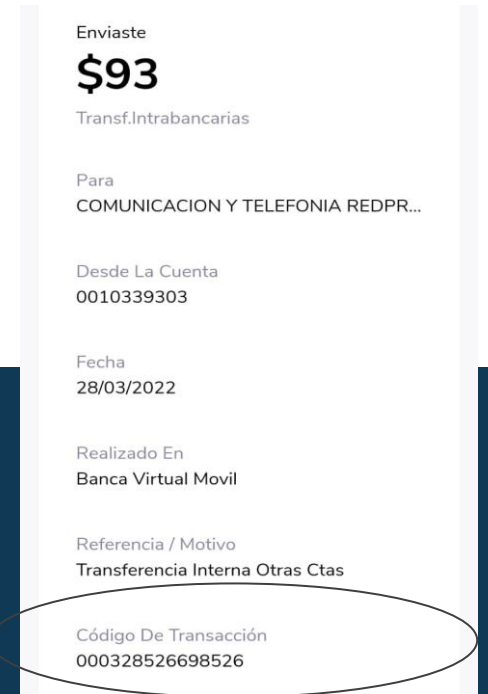 Enviaste
$93
Transf.Intrabancarias
Para
COMUNICACION Y TELEFONIA REDPR...
Desde La Cuenta
0010339303
Fecha
28/03/2022
Realizado En
Banca Virtual Movil
Referencia / Motivo
Transferencia Interna Otras Ctas
Código De Transacción
000328526698526